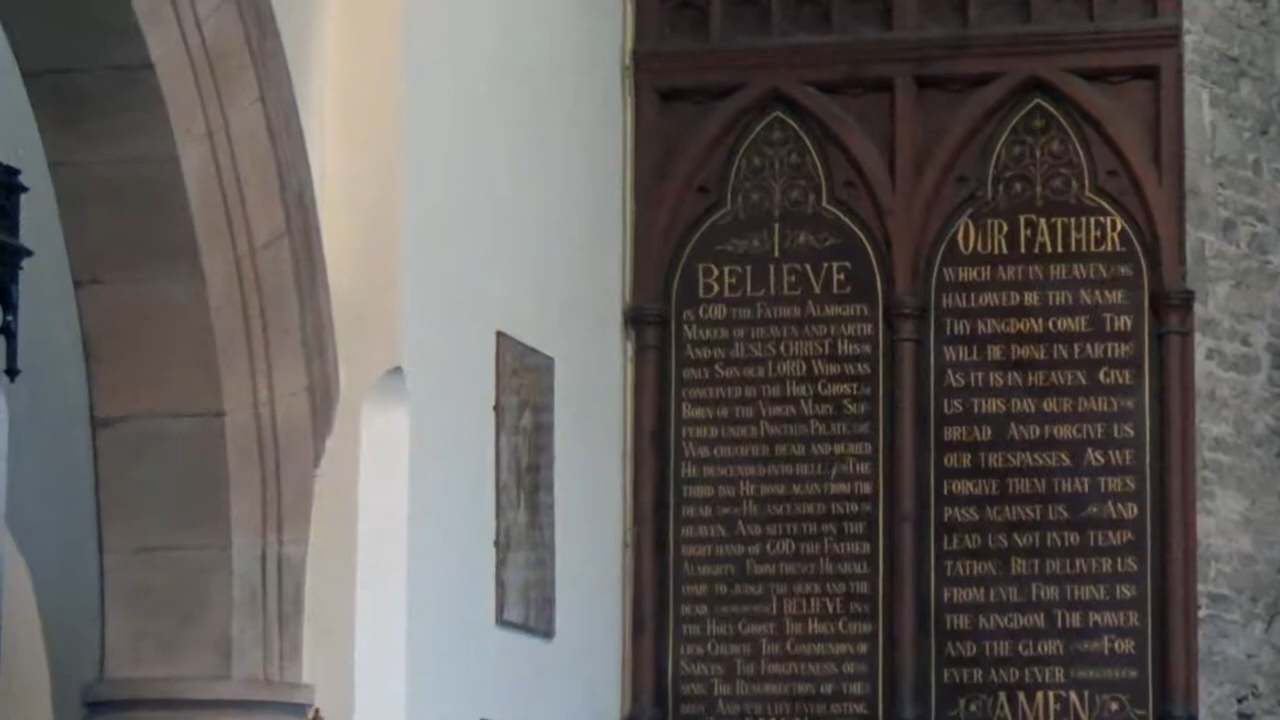 I
BELIEVE
IN GOD THE FATHER ALMIGHTY
MAKER OF HEAVEN AND EARTH
AND IN JESUS CHRIST HIS
ONLY SON OUR LORD WHO WAS
CONCEIVED BY THE HOLY GHOST.
BORN OF THE VIRGIN MARY. SUF-
FERED UNDER PONTIUS PILATE
WAS CRUCIFIED DEAD AND BURIED
HE DESCENDED INTO HELL. THE
THIRD DAY HE ROSE AGAIN FROM THE
DEAD HE ASCENDED INTO
HEAVEN. AND SITTETH ON THE
RIGHT HAND OF GOD THE FATHER
ALMIGHTY. FROM THENCE HE SHALL
COME TO JUDGE THE QUICK AND THE
DEAD I BELIEVE IN
THE HOLY GHOST. THE HOLY CATHO
LICK CHURCH. THE COMMUNION OF
SAINTS. THE FORGIVENESS OF
SINS. THE RESURRECTION OF THE
BODY. AND THE LIFE EVERLASTING.
OUR FATHER
WHICH ART IN HEAVEN
HALLOWED BE THY NAME.
THY KINGDOM COME. THY
WILL BE DONE IN EARTH
AS IT IS IN HEAVEN. GIVE
US THIS DAY OUR DAILY
BREAD. AND FORGIVE US
OUR TRESPASSES. AS WE
FORGIVE THEM THAT TRES
PASS AGAINST US. AND
LEAD US NOT INTO TEMP-
TATION: BUT DELIVER US
FROM EVIL. FOR THINE IS
THE KINGDOM. THE POWER
AND THE GLORY FOR
EVER AND EVER
AMEN